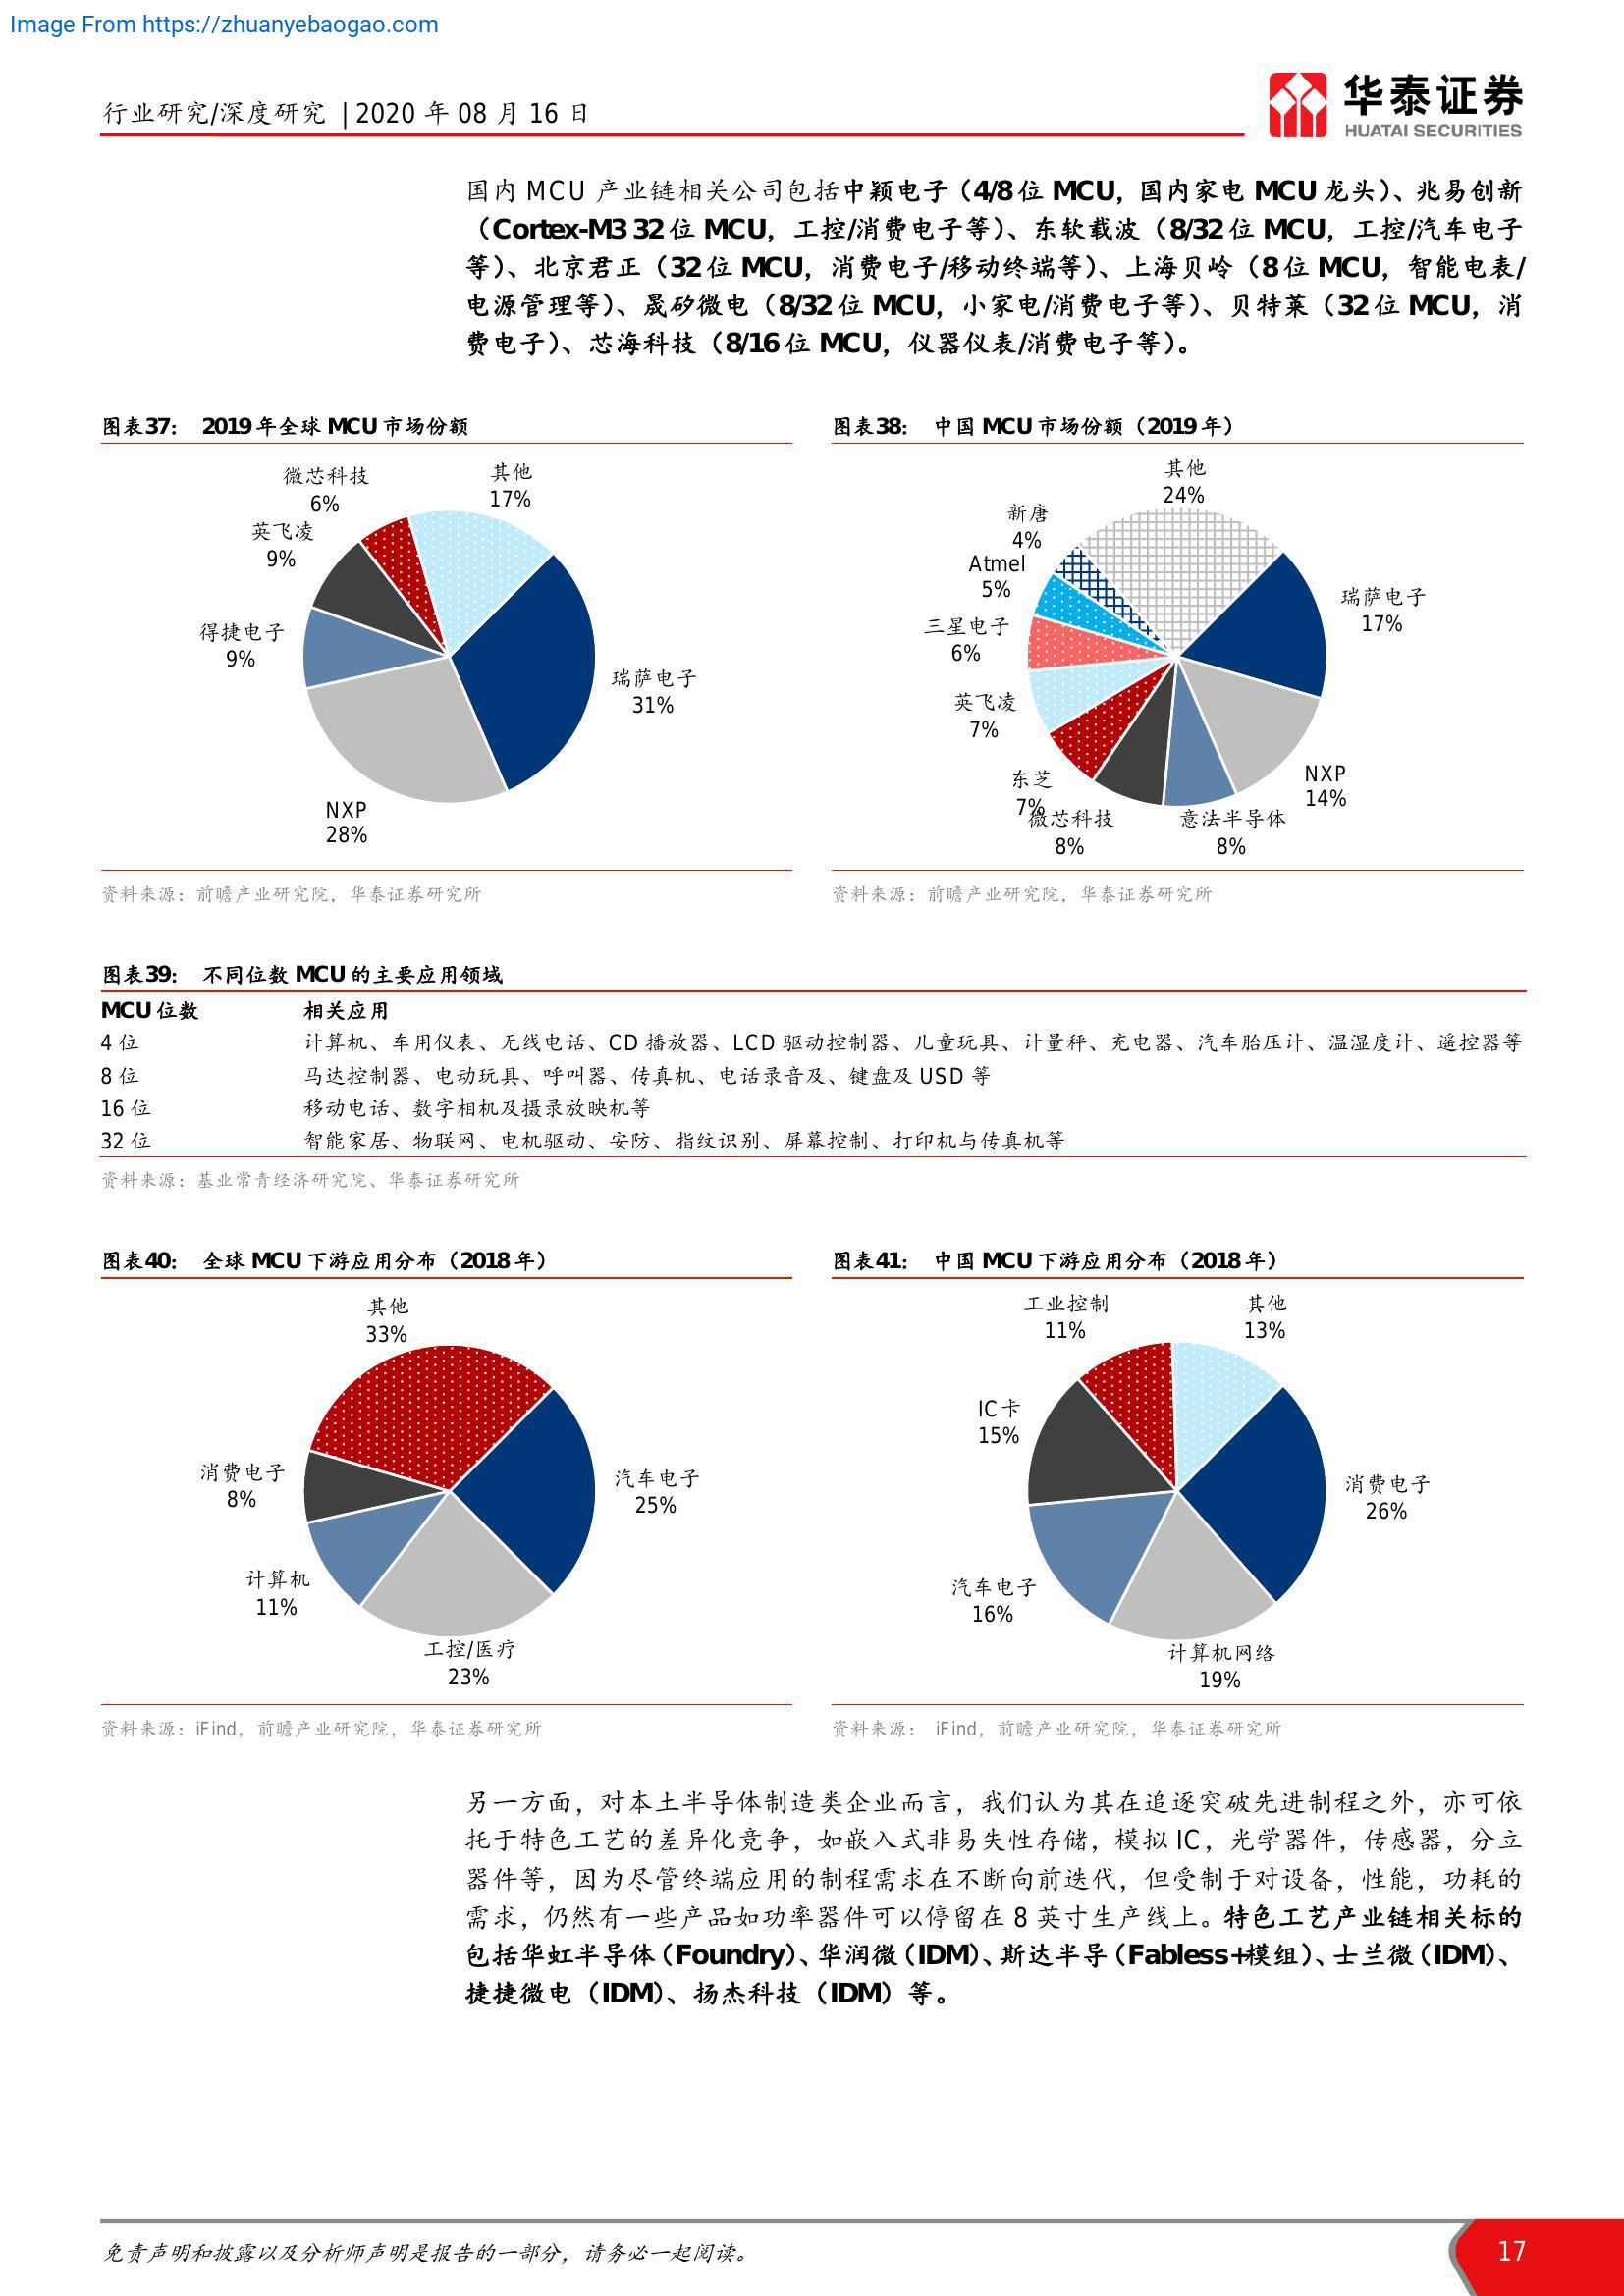 Image From https://zhuanyebaogao.com
行业研究/深度研究 | 2020 年 08 月 16 日
华泰证券
HUATAI SECURITIES
国内 MCU 产业链相关公司包括中颖电子（4/8 位 MCU，国内家电 MCU 龙头）、兆易创新
（Cortex-M3 32 位 MCU，工控/消费电子等）、东软载波（8/32 位 MCU，工控/汽车电子
等）、北京君正（32 位 MCU，消费电子/移动终端等）、上海贝岭（8 位 MCU，智能电表/
电源管理等）、晟矽微电（8/32 位 MCU，小家电/消费电子等）、贝特莱（32 位 MCU，消
费电子）、芯海科技（8/16 位 MCU，仪器仪表/消费电子等）。
图表37： 2019 年全球 MCU 市场份额
微芯科技
6%
其他
17%
英飞凌
9%
得捷电子
9%
瑞萨电子
31%
NXP
28%
资料来源：前瞻产业研究院，华泰证券研究所
图表38： 中国 MCU 市场份额（2019 年）
其他
24%
新唐
4%
Atmel
5%
瑞萨电子
17%
三星电子
6%
英飞凌
7%
东芝
7%
NXP
14%
微芯科技
8%
意法半导体
8%
资料来源：前瞻产业研究院，华泰证券研究所
图表39： 不同位数 MCU 的主要应用领域
MCU 位数 相关应用
4 位 计算机、车用仪表、无线电话、CD 播放器、LCD 驱动控制器、儿童玩具、计量秤、充电器、汽车胎压计、温湿度计、遥控器等
8 位 马达控制器、电动玩具、呼叫器、传真机、电话录音及、键盘及 USD 等
16 位 移动电话、数字相机及摄录放映机等
32 位 智能家居、物联网、电机驱动、安防、指纹识别、屏幕控制、打印机与传真机等
资料来源：基业常青经济研究院、华泰证券研究所
图表40： 全球 MCU 下游应用分布（2018 年）
其他
33%
消费电子
8%
汽车电子
25%
计算机
11%
工控/医疗
23%
资料来源：iFind，前瞻产业研究院，华泰证券研究所
图表41： 中国 MCU 下游应用分布（2018 年）
工业控制
11%
其他
13%
IC 卡
15%
消费电子
26%
汽车电子
16%
计算机网络
19%
资料来源： iFind，前瞻产业研究院，华泰证券研究所
另一方面，对本土半导体制造类企业而言，我们认为其在追逐突破先进制程之外，亦可依
托于特色工艺的差异化竞争，如嵌入式非易失性存储，模拟 IC，光学器件，传感器，分立
器件等，因为尽管终端应用的制程需求在不断向前迭代，但受制于对设备，性能，功耗的
需求，仍然有一些产品如功率器件可以停留在 8 英寸生产线上。特色工艺产业链相关标的
包括华虹半导体（Foundry）、华润微（IDM）、斯达半导（Fabless+模组）、士兰微（IDM）、
捷捷微电（IDM）、扬杰科技（IDM）等。
免责声明和披露以及分析师声明是报告的一部分，请务必一起阅读。
17